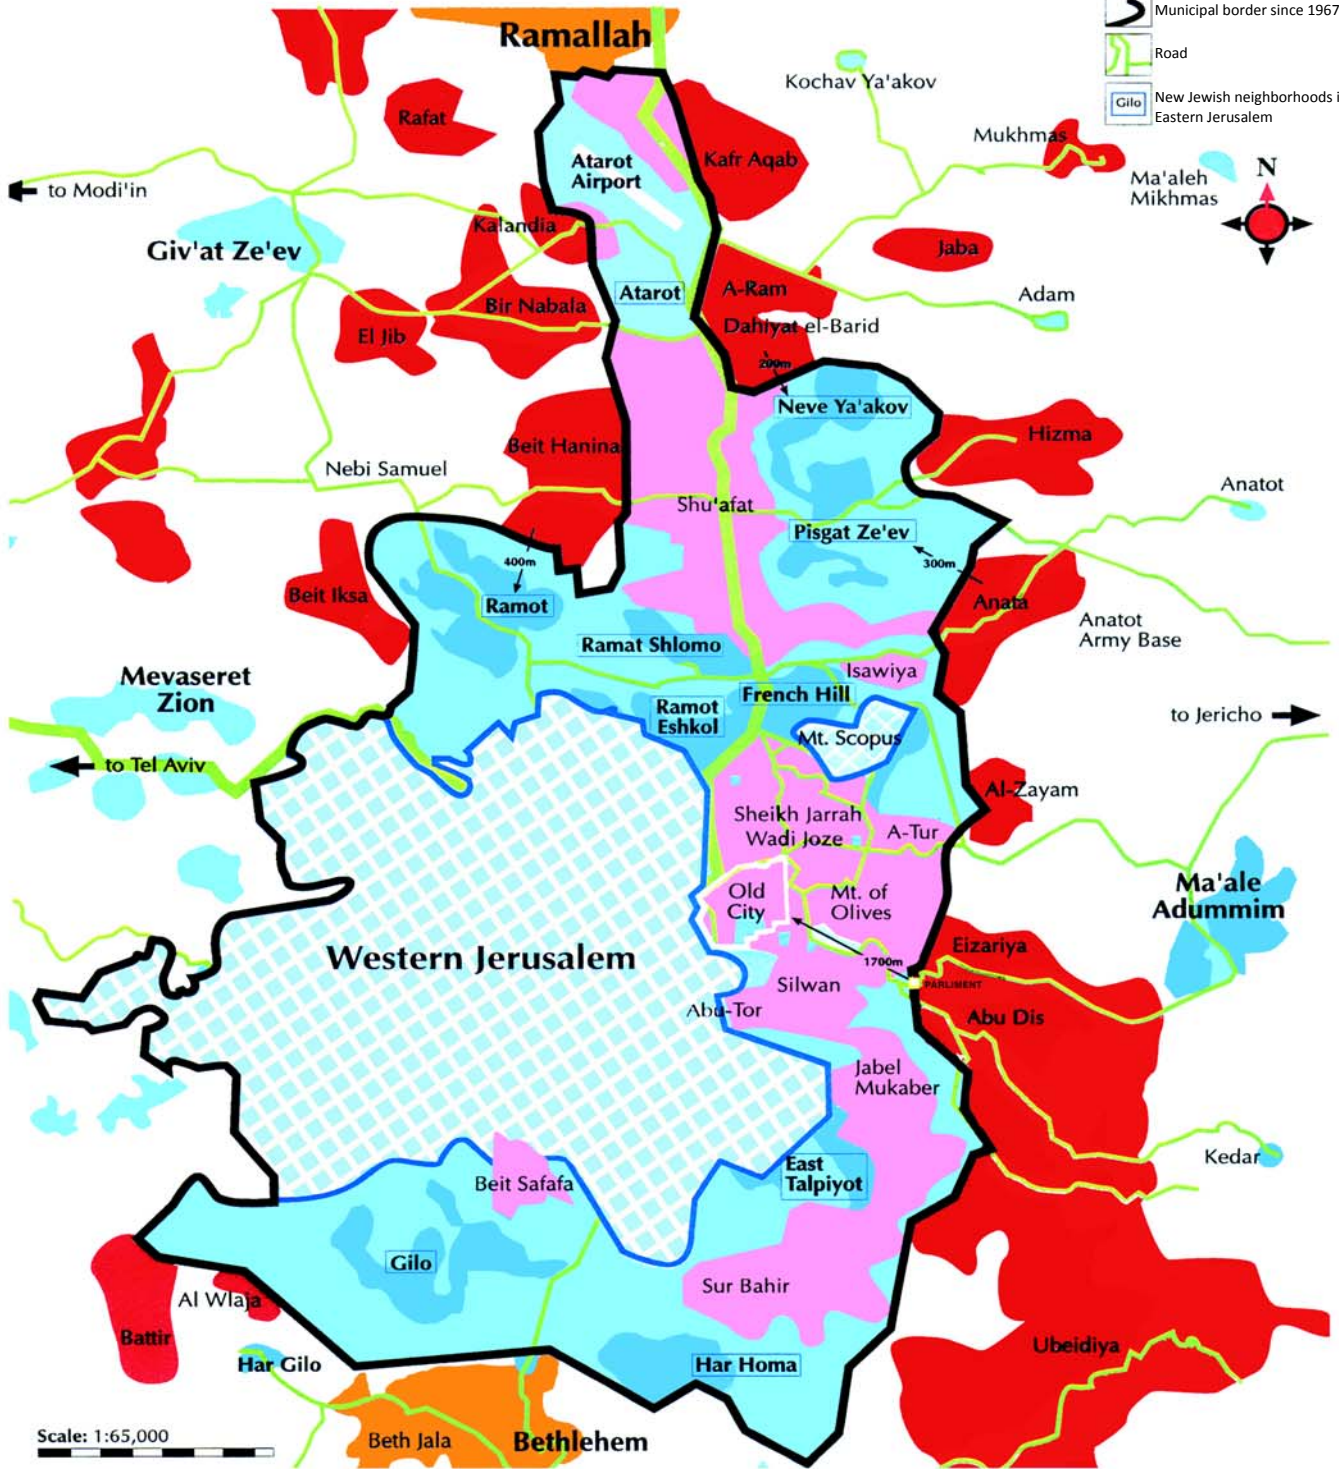 Municipal border since 1967
Road
Gilo
New Jewish neighborhoods i
Eastern Jerusalem
Ramallah
Kochav Ya'akov
Rafat
Mukhmas
Kafr Aqab
Atarot
Airport
Ma'aleh
Mikhmas
N
to Modi'in
Kalandia
Giv'at Ze'ev
Jaba
Atarot
A-Ram
Adam
Bir Nabala
El Jib
Dahiyat el-Barid
200m
Neve Ya'akov
Hizma
Beit Hanina
Nebi Samuel
Anatot
Shu'afat
Pisgat Ze'ev
400m
300m
Beit Iksa
Ramot
Anata
Anatot
Army Base
Ramat Shlomo
Isawiya
Mevaseret
Zion
French Hill
Ramot
Eshkol
to Jericho
Mt. Scopus
to Tel Aviv
Al-Zayam
Sheikh Jarrah
Wadi Joze
A-Tur
Ma'ale
Adummim
Old
City
Mt. of
Olives
Western Jerusalem
Eizariya
1700m
Silwan
PARLIMENT
Abu-Tor
Abu Dis
Jabel
Mukaber
Kedar
East
Talpiyot
Beit Safafa
Gilo
Sur Bahir
Al Wlaja
Battir
Ubeidiya
Har Gilo
Har Homa
Scale: 1:65,000
Beth Jala
Bethlehem